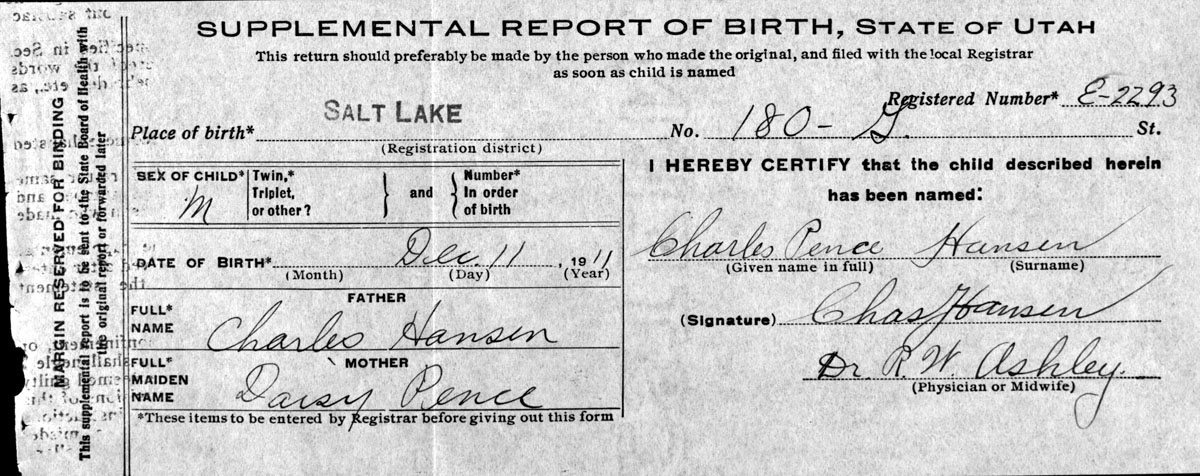 SUPPLEMENTAL REPORT OF BIRTH, STATE OF UTAH
This return should preferably be made by the person who made the original, and filed with the local Registrar
as soon as child is named
Registered Number* E-2293
Place of birth* SALT LAKE No. 180 - G. St.
(Registration district)
SEX OF CHILD* M Twin,* Triplet, or other? } and { Number* In order of birth
DATE OF BIRTH* Dec. 11, 1911
(Month) (Day) (Year)
FATHER
FULL* NAME Charles Hansen
MOTHER
FULL* MAIDEN NAME Daisy Pence
*These items to be entered by Registrar before giving out this form
I HEREBY CERTIFY that the child described herein
has been named:
Charles Pence Hansen
(Given name in full) (Surname)
(Signature) Chas Hansen
Dr. R. W. Ashley.
(Physician or Midwife)
MARGIN RESERVED FOR BINDING
This supplemental report is to be sent to the State Board of Health with
the original report or forwarded later